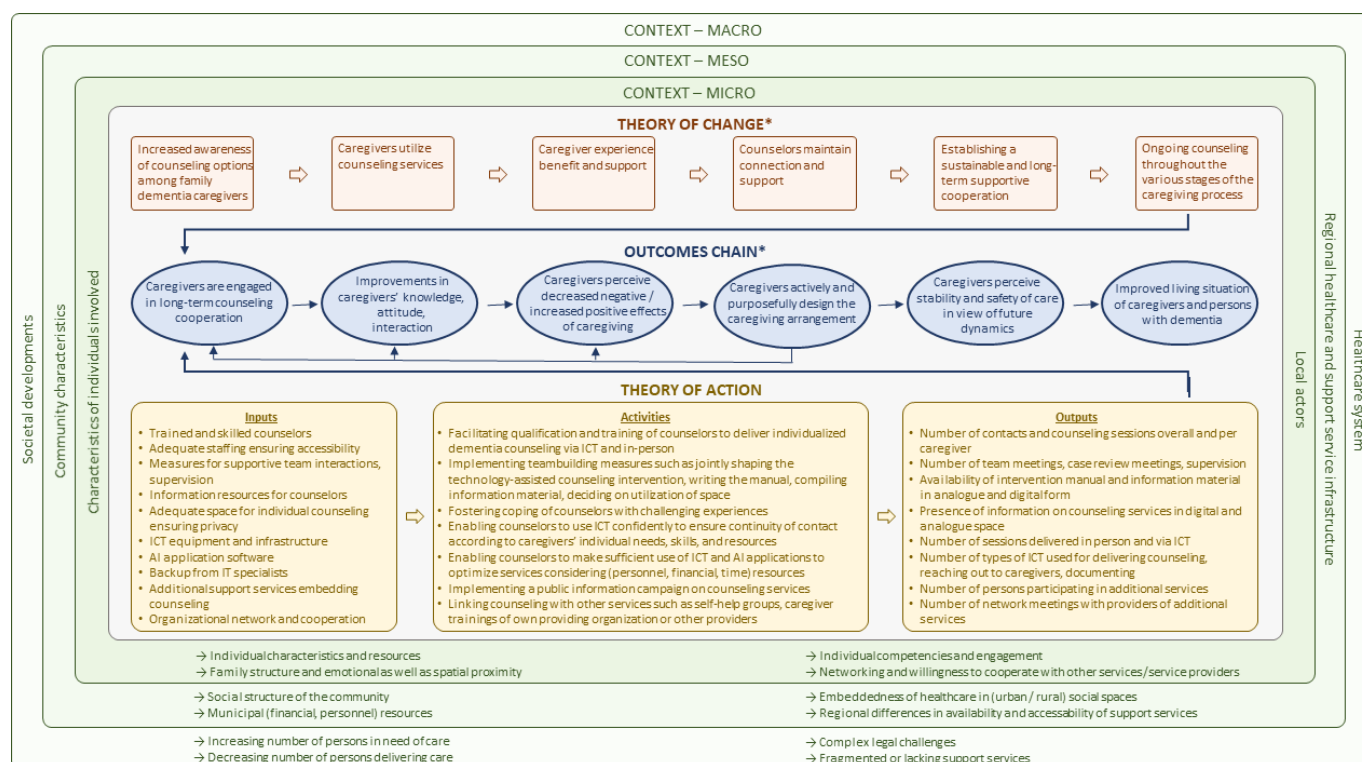 CONTEXT – MACRO
CONTEXT – MESO
CONTEXT – MICRO
THEORY OF CHANGE*
Increased awareness
of counseling options
among family
dementia caregivers
Caregivers utilize
counseling services
Caregiver experience
benefit and support
Counselors maintain
connection and
support
Establishing a
sustainable and long-
term supportive
cooperation
Ongoing counseling
throughout the
various stages of the
caregiving process
OUTCOMES CHAIN*
Caregivers are engaged
in long-term counseling
cooperation
Improvements in
caregivers' knowledge,
attitude,
interaction
Caregivers perceive
decreased negative /
increased positive effects
of caregiving
Caregivers actively and
purposefully design the
caregiving arrangement
Caregivers perceive
stability and safety of care
in view of future
dynamics
Improved living situation
of caregivers and persons
with dementia
THEORY OF ACTION
Inputs
• Trained and skilled counselors
• Adequate staffing ensuring accessibility
• Measures for supportive team interactions,
supervision
• Information resources for counselors
• Adequate space for individual counseling
ensuring privacy
• ICT equipment and infrastructure
• AI application software
• Backup from IT specialists
• Additional support services embedding
counseling
• Organizational network and cooperation
Activities
• Facilitating qualification and training of counselors to deliver individualized
dementia counseling via ICT and in-person
• Implementing teambuilding measures such as jointly shaping the
technology-assisted counseling intervention, writing the manual, compiling
information material, deciding on utilization of space
• Fostering coping of counselors with challenging experiences
• Enabling counselors to use ICT confidently to ensure continuity of contact
according to caregivers' individual needs, skills, and resources
• Enabling counselors to make sufficient use of ICT and AI applications to
optimize services considering (personnel, financial, time) resources
• Implementing a public information campaign on counseling services
• Linking counseling with other services such as self-help groups, caregiver
trainings of own providing organization or other providers
Outputs
• Number of contacts and counseling sessions overall and per
caregiver
• Number of team meetings, case review meetings, supervision
• Availability of intervention manual and information material
in analogue and digital form
• Presence of information on counseling services in digital and
analogue space
• Number of sessions delivered in person and via ICT
• Number of types of ICT used for delivering counseling,
reaching out to caregivers, documenting
• Number of persons participating in additional services
• Number of network meetings with providers of additional
services
Societal developments
Community characteristics
Characteristics of individuals involved
Local actors
Regional healthcare and support service infrastructure
Healthcare system
→ Individual characteristics and resources
→ Family structure and emotional as well as spatial proximity
→ Individual competencies and engagement
→ Networking and willingness to cooperate with other services/service providers
→ Social structure of the community
→ Municipal (financial, personnel) resources
→ Embeddedness of healthcare in (urban / rural) social spaces
→ Regional differences in availability and accessability of support services
→ Increasing number of persons in need of care
→ Decreasing number of persons delivering care
→ Complex legal challenges
→ Fragmented or lacking support services